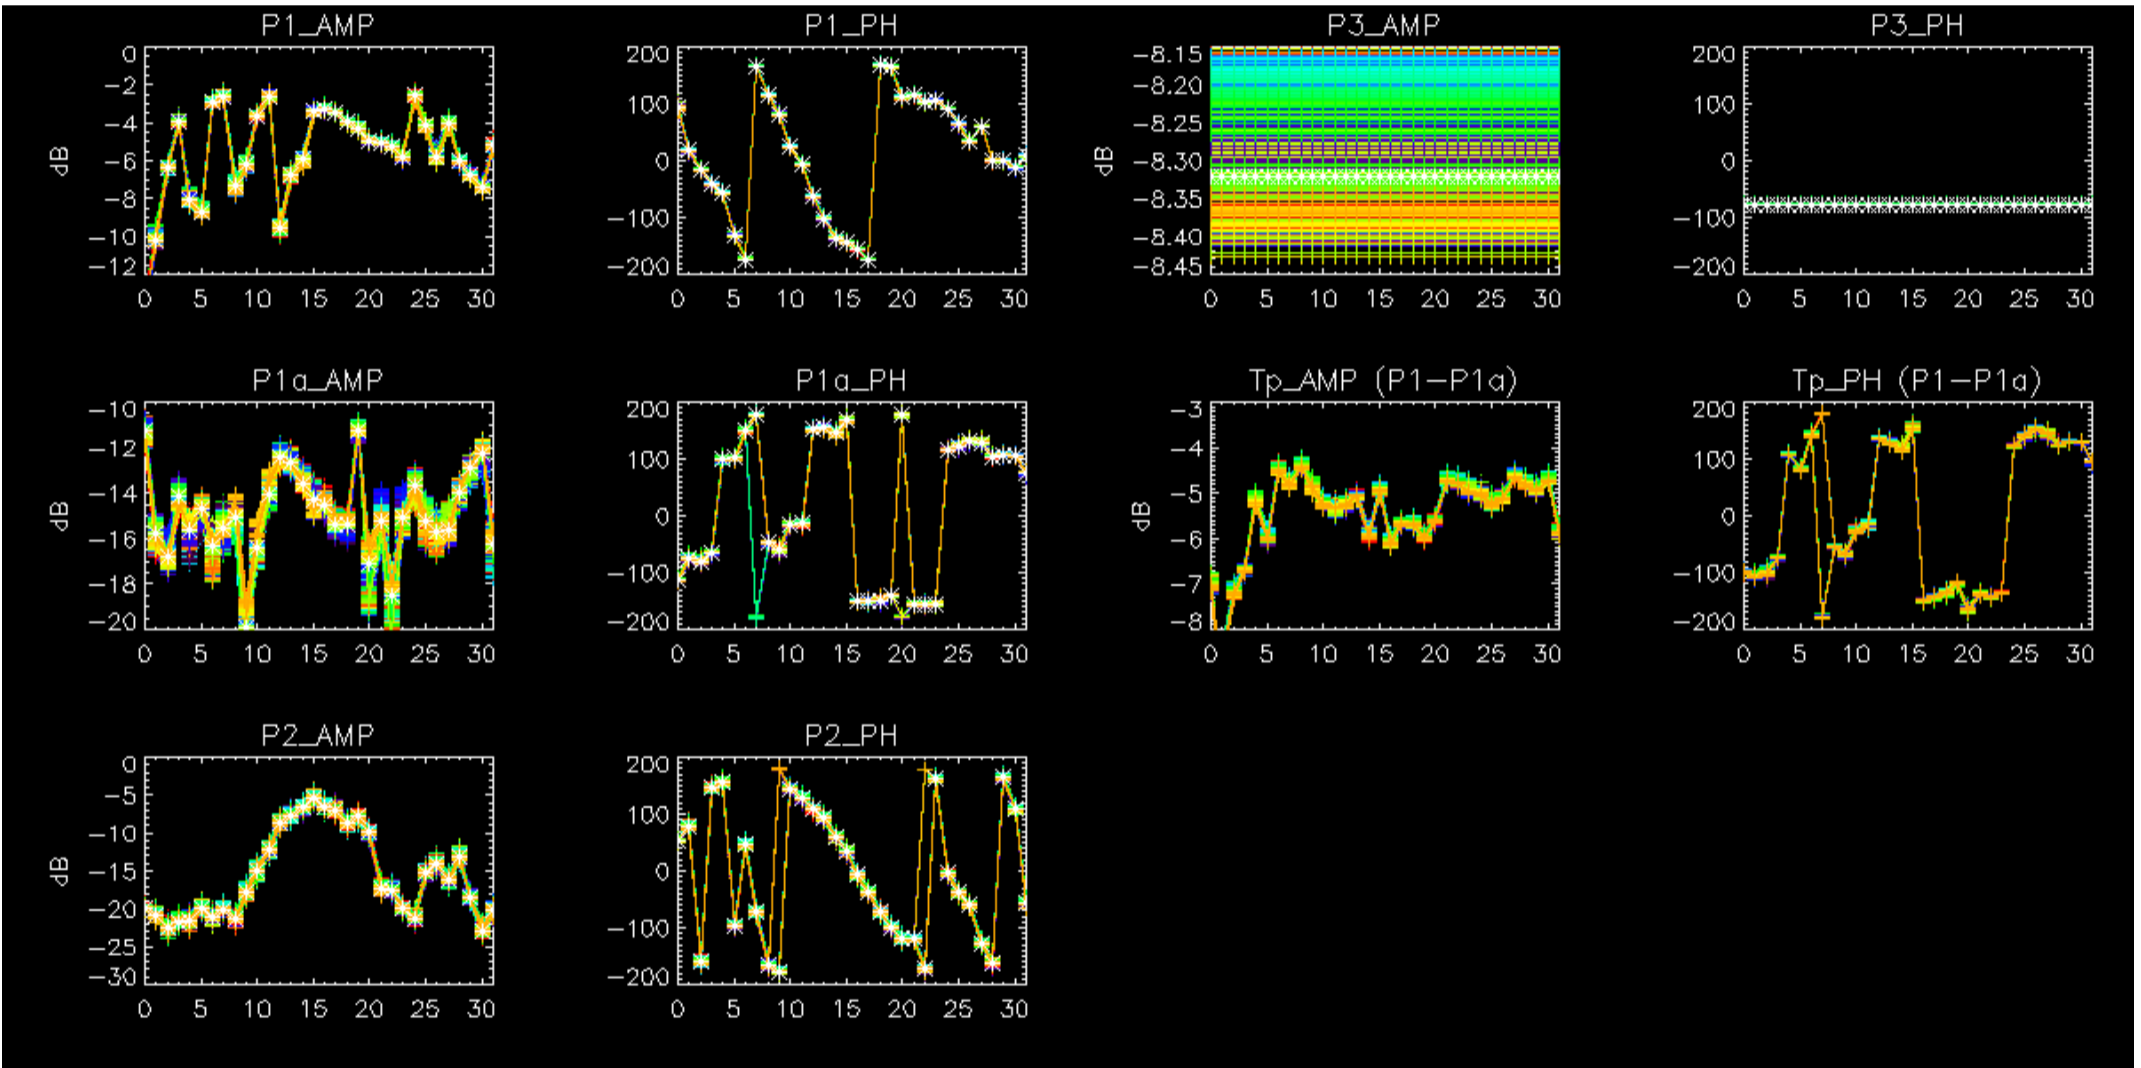 P1_AMP
0
−2
−4
−6
−8
−10
−12
dB
0 5 10 15 20 25 30
P1_PH
200
100
0
−100
−200
0 5 10 15 20 25 30
P3_AMP
−8.15
−8.20
−8.25
−8.30
−8.35
−8.40
−8.45
dB
0 5 10 15 20 25 30
P3_PH
200
100
0
−100
−200
0 5 10 15 20 25 30
P1a_AMP
−10
−12
−14
−16
−18
−20
dB
0 5 10 15 20 25 30
P1a_PH
200
100
0
−100
−200
0 5 10 15 20 25 30
Tp_AMP (P1−P1a)
−3
−4
−5
−6
−7
−8
dB
0 5 10 15 20 25 30
Tp_PH (P1−P1a)
200
100
0
−100
−200
0 5 10 15 20 25 30
P2_AMP
0
−5
−10
−15
−20
−25
−30
dB
0 5 10 15 20 25 30
P2_PH
200
100
0
−100
−200
0 5 10 15 20 25 30